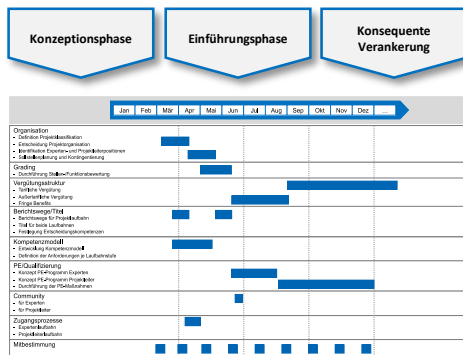 Konzeptionsphase
Einführungsphase
Konsequente
Verankerung
Jan Feb Mär Apr Mai Jun Jul Aug Sep Okt Nov Dez ...
Organisation
- Definition Projektklassifikation
- Entscheidung Projektorganisation
- Identifikation Experten- und Projektleiterpositionen
- Sollstellenplanung und Kontingentierung
Grading
- Durchführung Stellen-/Funktionsbewertung
Vergütungsstruktur
- Tarifliche Vergütung
- Außertarifliche Vergütung
- Fringe Benefits
Berichtswege/Titel
- Berichtswege für Projektlaufbahn
- Titel für beide Laufbahnen
- Festlegung Entscheidungskompetenzen
Kompetenzmodell
- Entwicklung Kompetenzmodell
- Definition der Anforderungen je Laufbahnstufe
PE/Qualifizierung
- Konzept PE-Programm Experten
- Konzept PE-Programm Projektleiter
- Durchführung der PE-Maßnahmen
Community
- für Experten
- für Projektleiter
Zugangsprozesse
- Expertenlaufbahn
- Projektleiterlaufbahn
Mitbestimmung